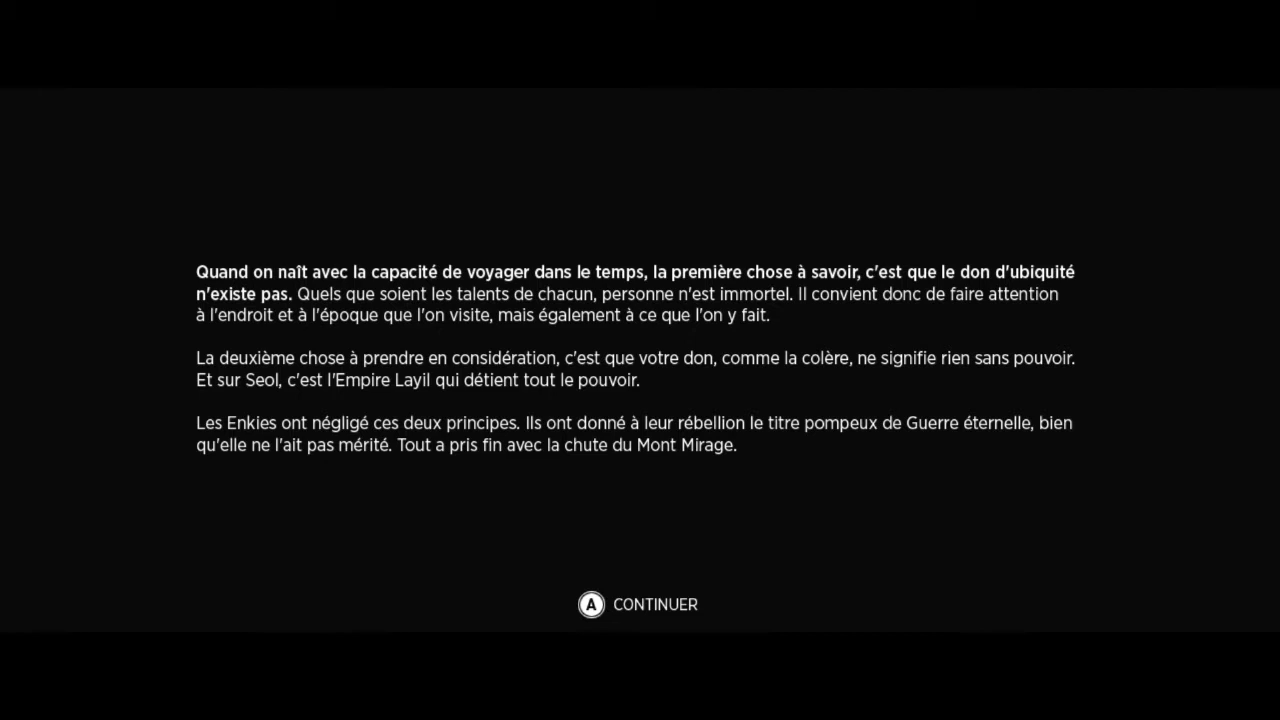 Quand on naît avec la capacité de voyager dans le temps, la première chose à savoir, c'est que le don d'ubiquité
n'existe pas. Quels que soient les talents de chacun, personne n'est immortel. Il convient donc de faire attention
à l'endroit et à l'époque que l'on visite, mais également à ce que l'on y fait.
La deuxième chose à prendre en considération, c'est que votre don, comme la colère, ne signifie rien sans pouvoir.
Et sur Seol, c'est l'Empire Layil qui détient tout le pouvoir.
Les Enkies ont négligé ces deux principes. Ils ont donné à leur rébellion le titre pompeux de Guerre éternelle, bien
qu'elle ne l'ait pas mérité. Tout a pris fin avec la chute du Mont Mirage.
A CONTINUER